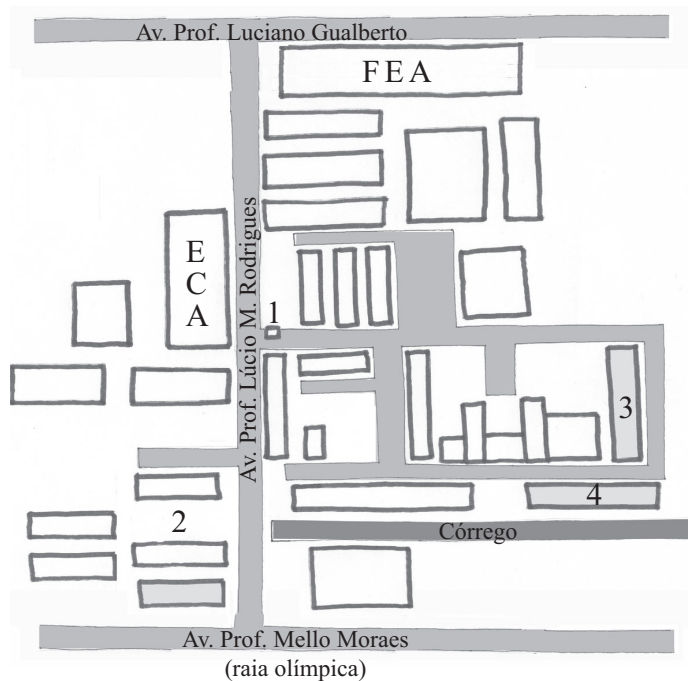 Av. Prof. Luciano Gualberto
FEA
Av. Prof. Lúcio M. Rodrigues
E
C
A
1
3
4
2
Córrego
Av. Prof. Mello Moraes
(raia olímpica)